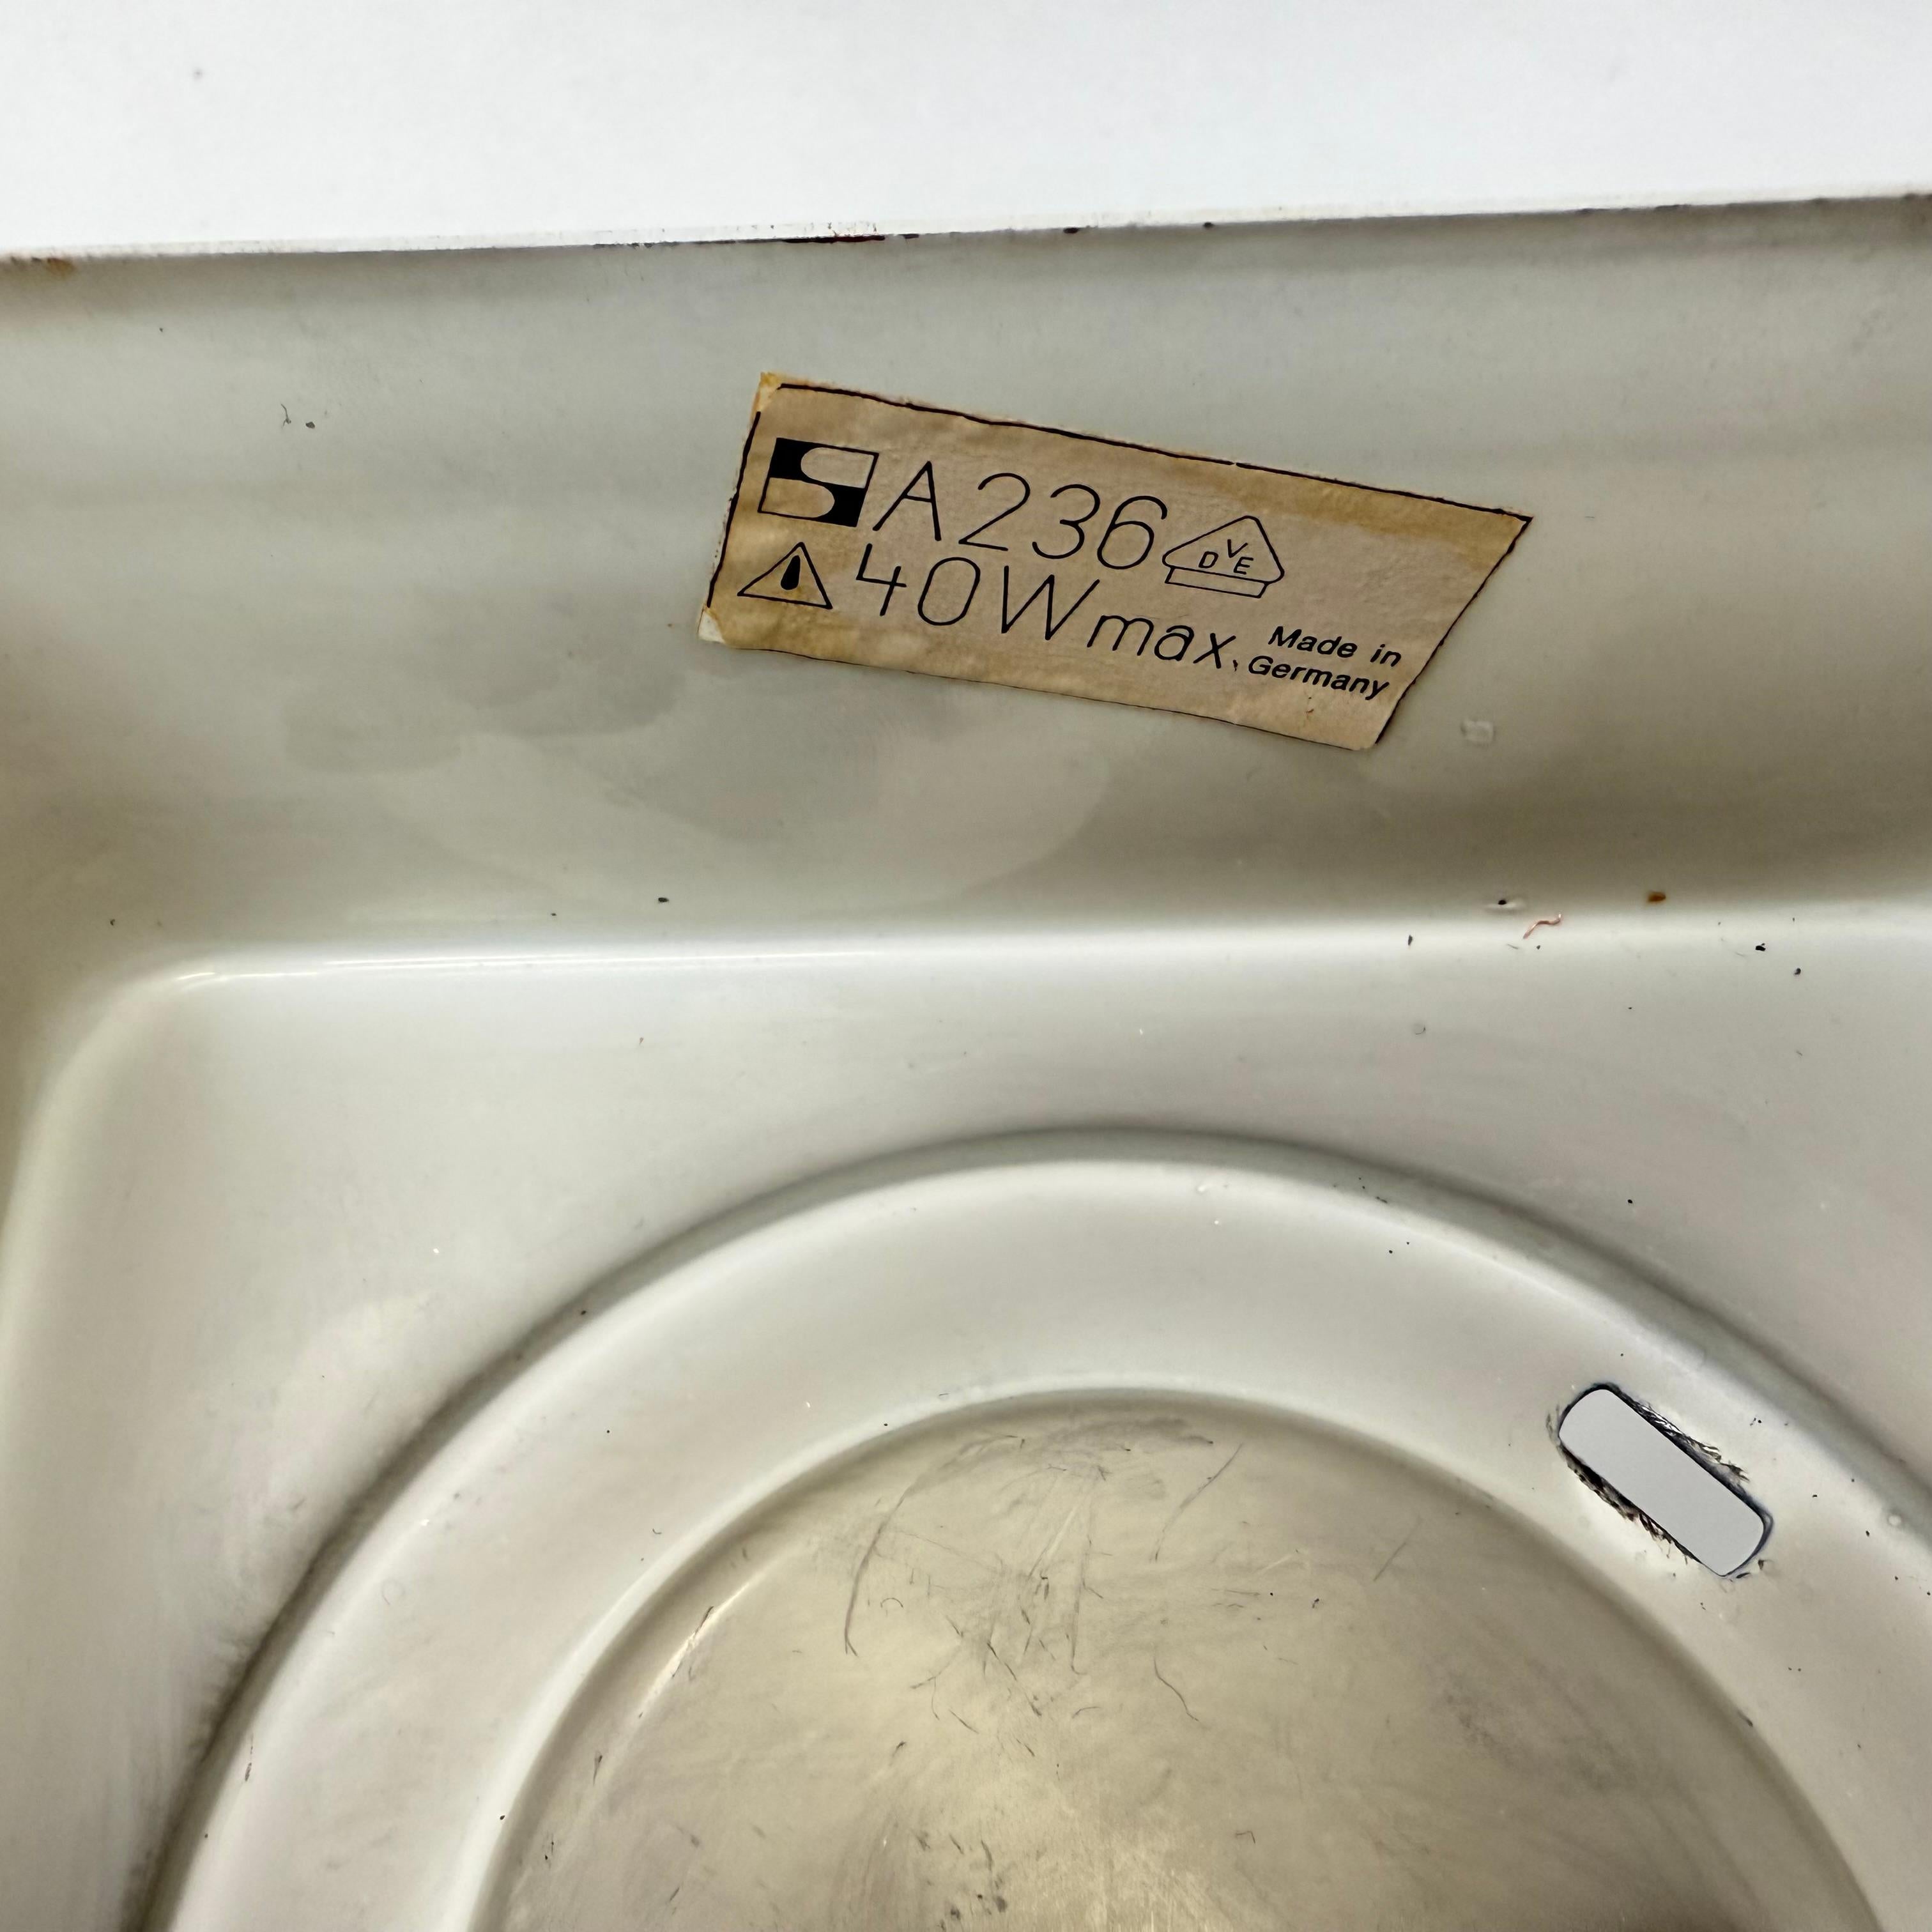 S A236 VDE
40W max. Made in
Germany